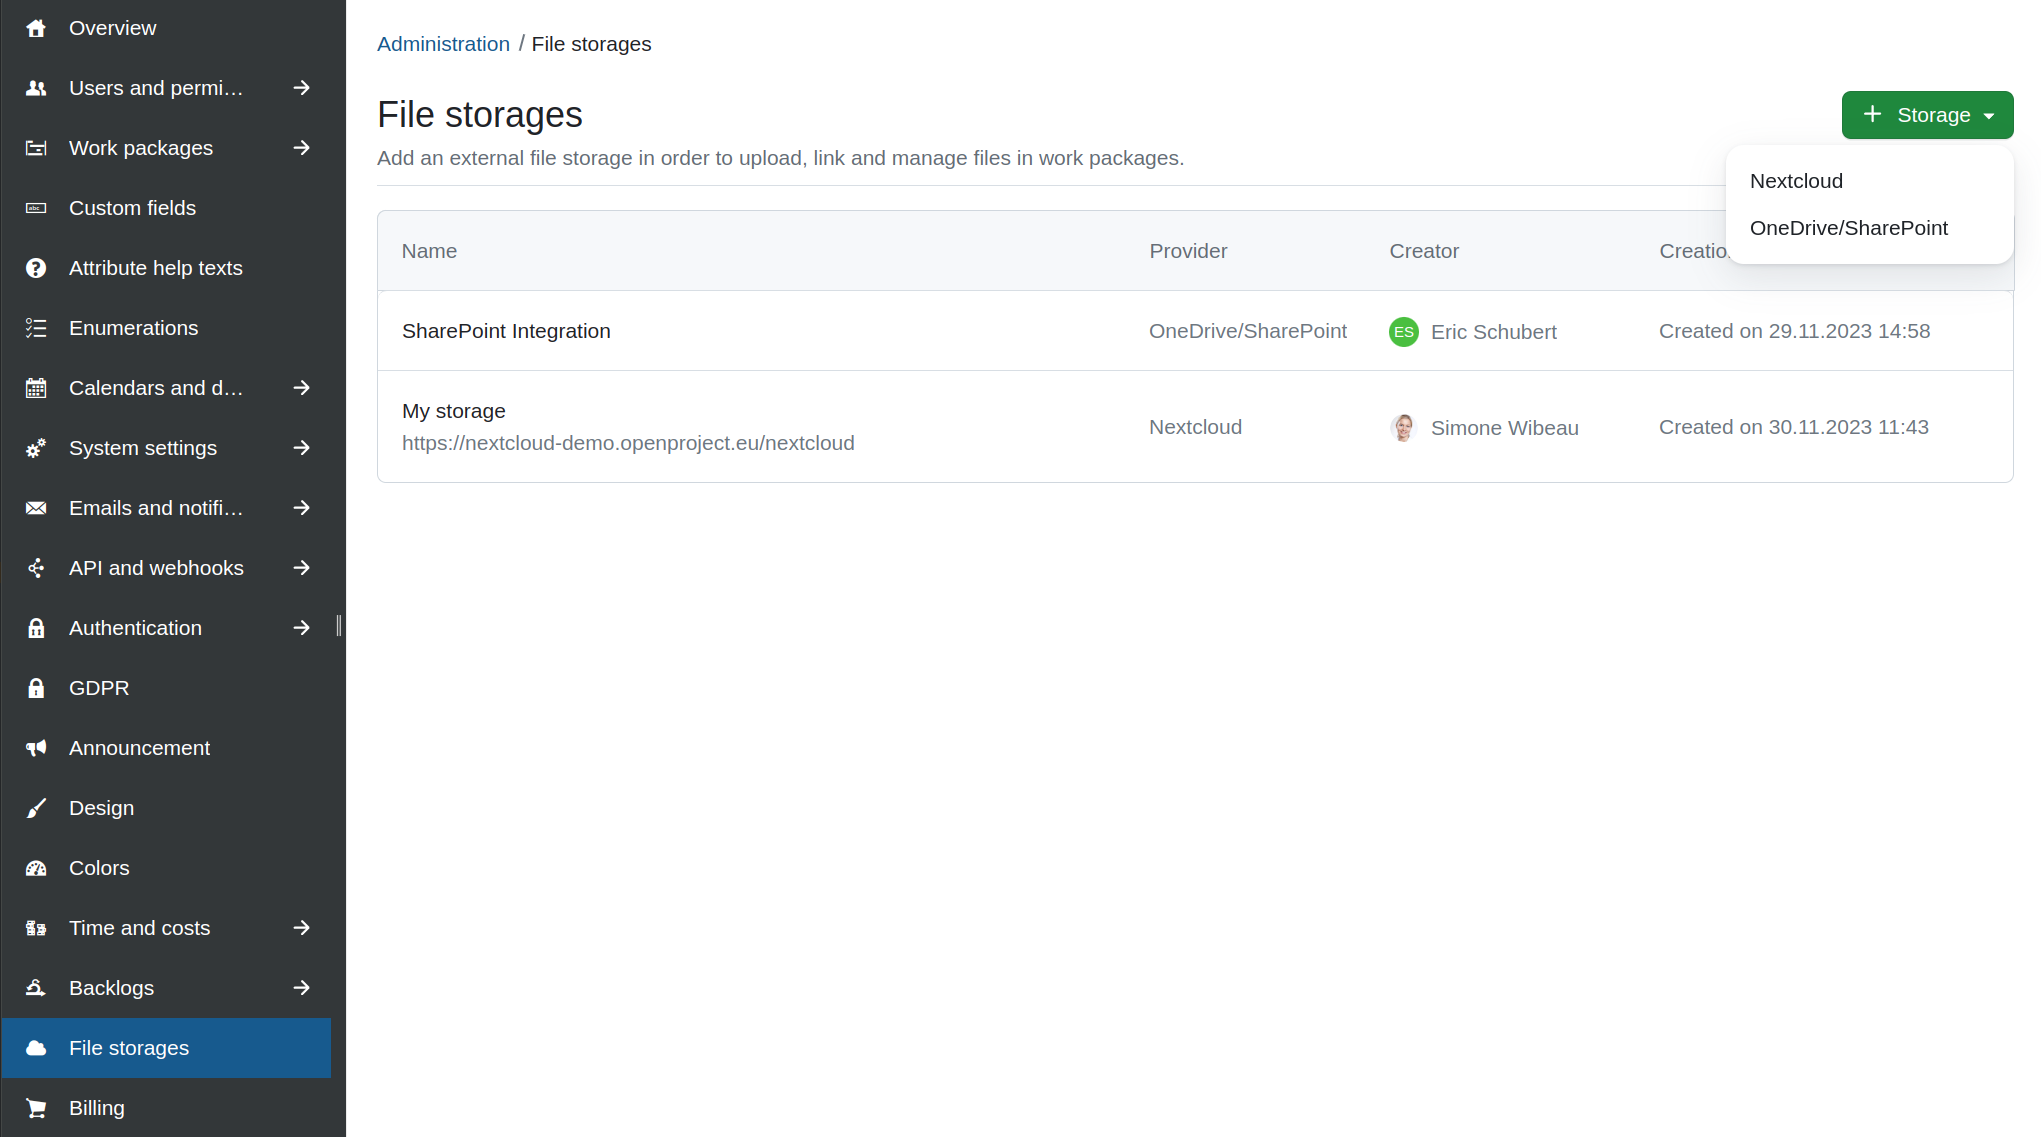 Overview
Users and permi...
Work packages
Custom fields
Attribute help texts
Enumerations
Calendars and d...
System settings
Emails and notifi...
API and webhooks
Authentication
GDPR
Announcement
Design
Colors
Time and costs
Backlogs
File storages
Billing
Administration / File storages
File storages
Add an external file storage in order to upload, link and manage files in work packages.
+ Storage
Nextcloud
OneDrive/SharePoint
Name Provider Creator Creatio
SharePoint Integration OneDrive/SharePoint ES Eric Schubert Created on 29.11.2023 14:58
My storage
https://nextcloud-demo.openproject.eu/nextcloud Nextcloud Simone Wibeau Created on 30.11.2023 11:43